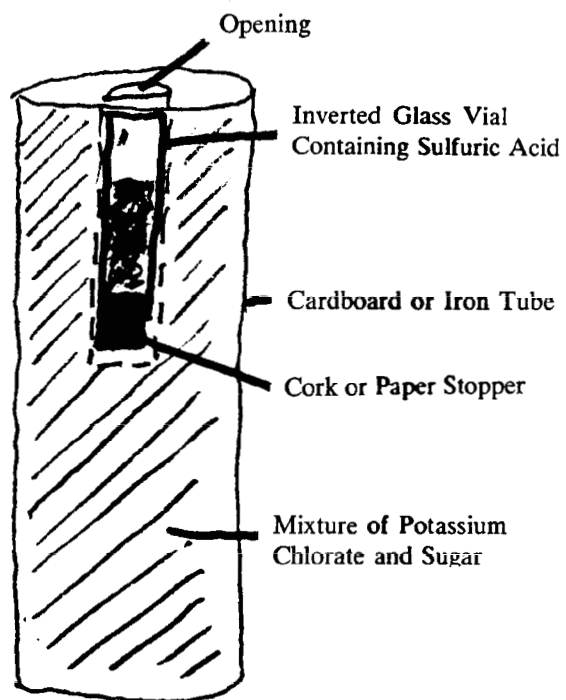 Opening
Inverted Glass Vial
Containing Sulfuric Acid
Cardboard or Iron Tube
Cork or Paper Stopper
Mixture of Potassium
Chlorate and Sugar